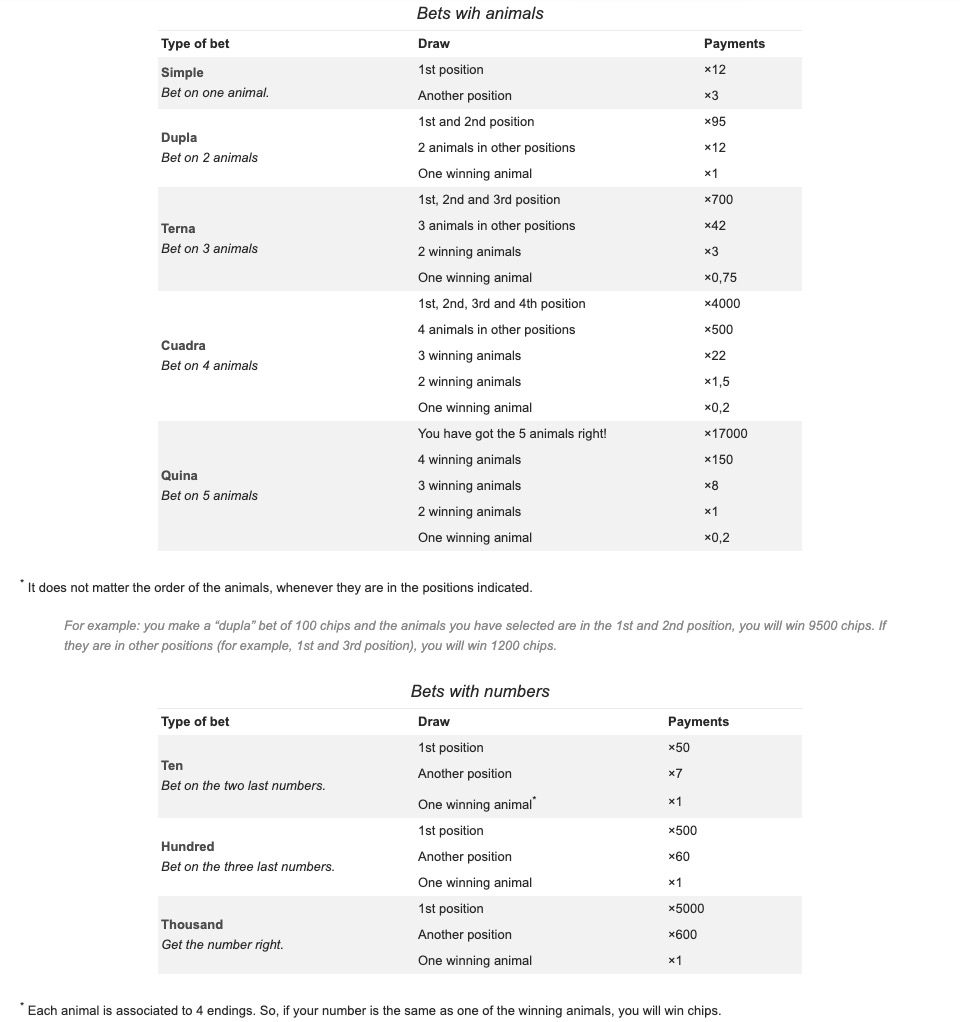 Bets wih animals
Type of bet Draw Payments
Simple
Bet on one animal.
1st position ×12
Another position ×3
Dupla
Bet on 2 animals
1st and 2nd position ×95
2 animals in other positions ×12
One winning animal ×1
Terna
Bet on 3 animals
1st, 2nd and 3rd position ×700
3 animals in other positions ×42
2 winning animals ×3
One winning animal ×0,75
Cuadra
Bet on 4 animals
1st, 2nd, 3rd and 4th position ×4000
4 animals in other positions ×500
3 winning animals ×22
2 winning animals ×1,5
One winning animal ×0,2
Quina
Bet on 5 animals
You have got the 5 animals right! ×17000
4 winning animals ×150
3 winning animals ×8
2 winning animals ×1
One winning animal ×0,2
* It does not matter the order of the animals, whenever they are in the positions indicated.
For example: you make a “dupla” bet of 100 chips and the animals you have selected are in the 1st and 2nd position, you will win 9500 chips. If
they are in other positions (for example, 1st and 3rd position), you will win 1200 chips.
Bets with numbers
Type of bet Draw Payments
Ten
Bet on the two last numbers.
1st position ×50
Another position ×7
One winning animal* ×1
Hundred
Bet on the three last numbers.
1st position ×500
Another position ×60
One winning animal ×1
Thousand
Get the number right.
1st position ×5000
Another position ×600
One winning animal ×1
* Each animal is associated to 4 endings. So, if your number is the same as one of the winning animals, you will win chips.